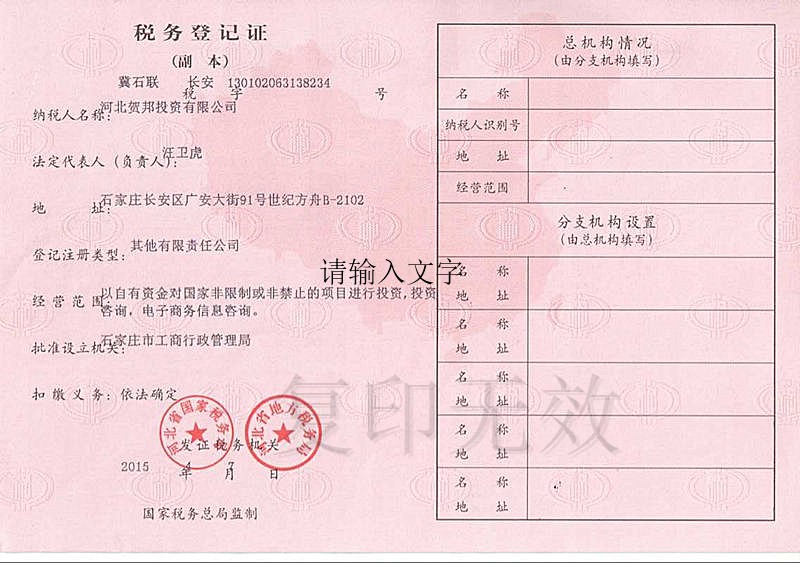 税务登记证
(副 本)
冀石联 长安 130102063138234
税 字 号
纳税人名称:河北贺邦投资有限公司
法定代表人(负责人):汪卫虎
地 址:石家庄长安区广安大街91号世纪方舟B-2102
登记注册类型:其他有限责任公司
经营范围:以自有资金对国家非限制或非禁止的项目进行投资,投资
咨询,电子商务信息咨询。
批准设立机关:石家庄市工商行政管理局
扣缴义务:依法确定
河北省国家税务
河北省地方税务局
发证税务机关
2015 年 月 日
国家税务总局监制
总机构情况
(由分支机构填写)
名 称
纳税人识别号
地 址
经营范围
分支机构设置
(由总机构填写)
名 称
地 址
名 称
地 址
名 称
地 址
名 称
地 址
名 称
地 址
请输入文字
复印无效